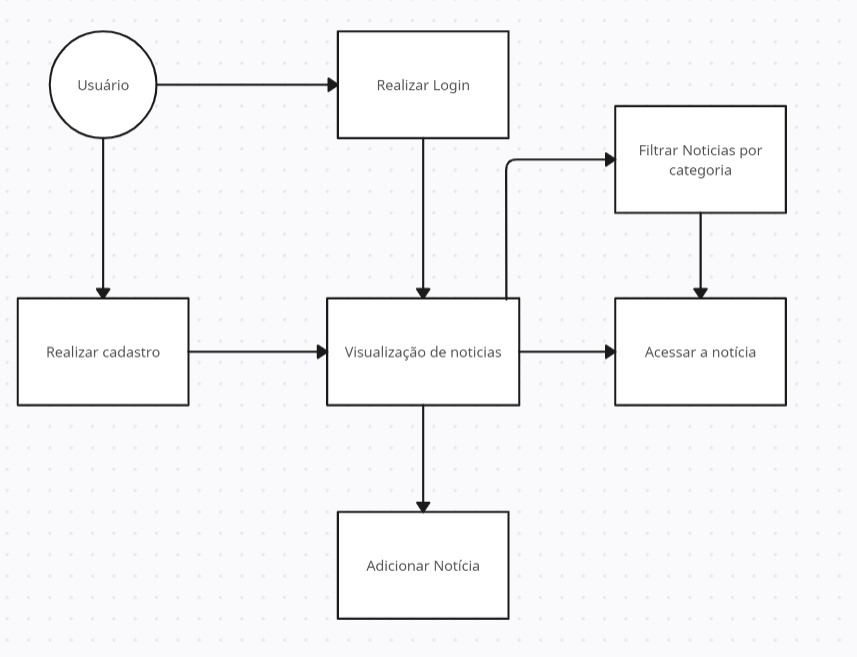 Usuário
Realizar Login
Filtrar Noticias por
categoria
Realizar cadastro
Visualização de noticias
Acessar a notícia
Adicionar Notícia